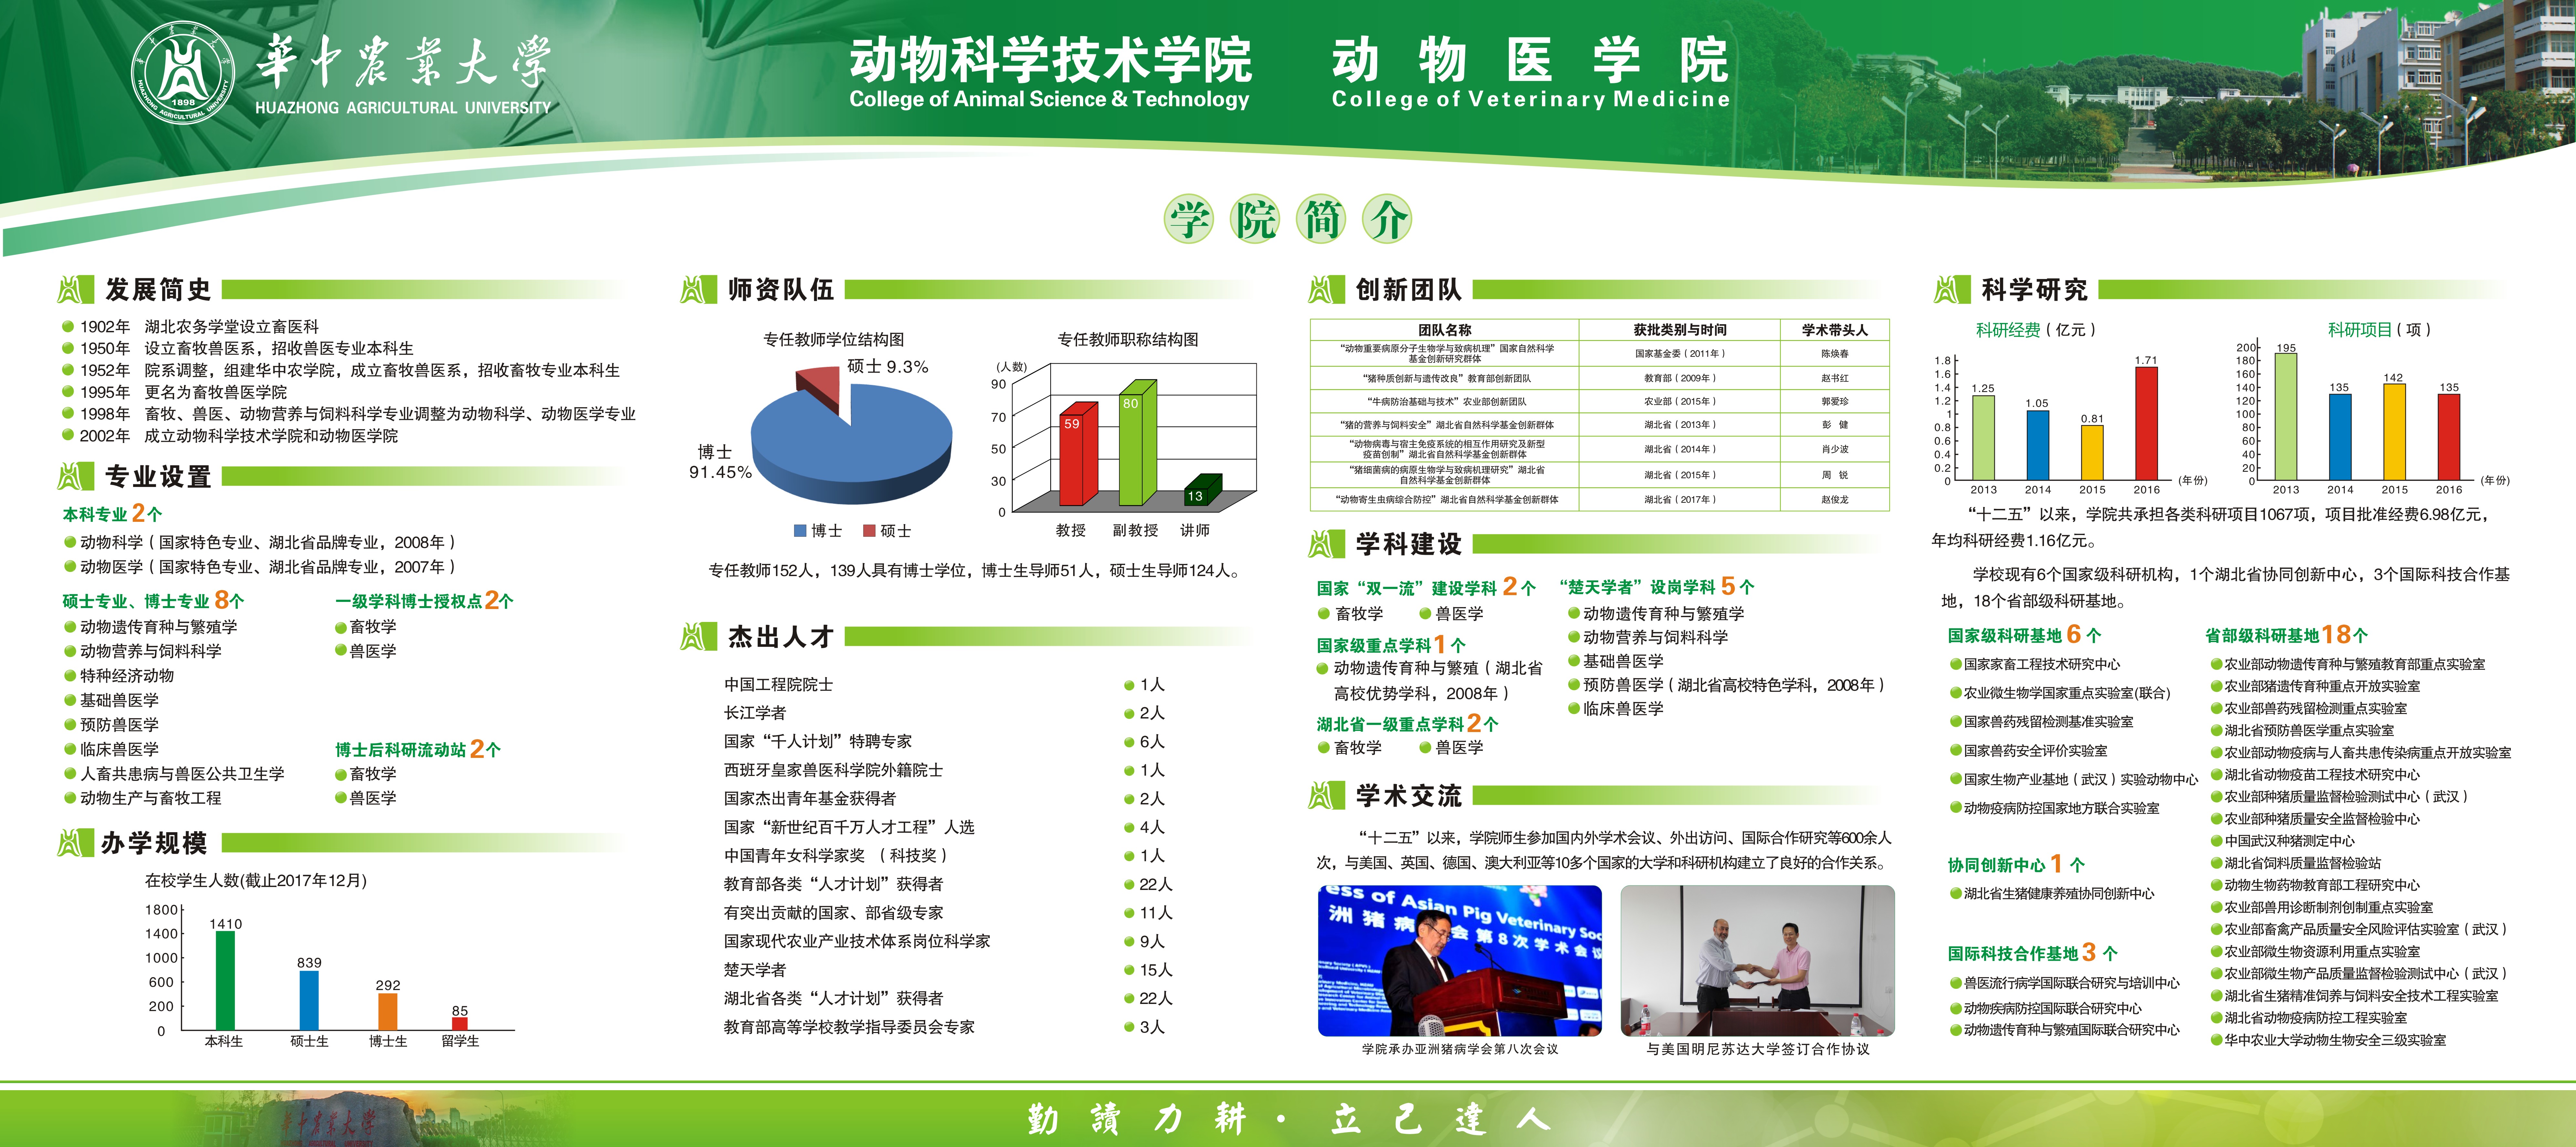 華中農業大學
HUAZHONG AGRICULTURAL UNIVERSITY
1898
HUAZHONG AGRICULTURAL UNIVERSITY
动物科学技术学院
College of Animal Science & Technology
动物医学院
College of Veterinary Medicine
学院简介
发展简史
1902年 湖北农务学堂设立畜医科
1950年 设立畜牧兽医系，招收兽医专业本科生
1952年 院系调整，组建华中农学院，成立畜牧兽医系，招收畜牧专业本科生
1995年 更名为畜牧兽医学院
1998年 畜牧、兽医、动物营养与饲料科学专业调整为动物科学、动物医学专业
2002年 成立动物科学技术学院和动物医学院
专业设置
本科专业 2个
动物科学（国家特色专业、湖北省品牌专业，2008年）
动物医学（国家特色专业、湖北省品牌专业，2007年）
硕士专业、博士专业 8个
动物遗传育种与繁殖学
动物营养与饲料科学
特种经济动物
基础兽医学
预防兽医学
临床兽医学
人畜共患病与兽医公共卫生学
动物生产与畜牧工程
一级学科博士授权点2个
畜牧学
兽医学
博士后科研流动站 2个
畜牧学
兽医学
办学规模
在校学生人数(截止2017年12月)
1800
1400
1000
600
200
0
1410
839
292
85
本科生
硕士生
博士生
留学生
师资队伍
专任教师学位结构图
硕士 9.3%
博士
91.45%
博士 硕士
专任教师职称结构图
(人数)
90
70
50
30
0
59
80
13
教授
副教授
讲师
专任教师152人，139人具有博士学位，博士生导师51人，硕士生导师124人。
杰出人才
中国工程院院士 1人
长江学者 2人
国家“千人计划”特聘专家 6人
西班牙皇家兽医科学院外籍院士 1人
国家杰出青年基金获得者 2人
国家“新世纪百千万人才工程”人选 4人
中国青年女科学家奖 （科技奖） 1人
教育部各类“人才计划”获得者 22人
有突出贡献的国家、部省级专家 11人
国家现代农业产业技术体系岗位科学家 9人
楚天学者 15人
湖北省各类“人才计划”获得者 22人
教育部高等学校教学指导委员会专家 3人
创新团队
团队名称 获批类别与时间 学术带头人
“动物重要病原分子生物学与致病机理”国家自然科学
基金创新研究群体 国家基金委（2011年） 陈焕春
“猪种质创新与遗传改良”教育部创新团队 教育部（2009年） 赵书红
“牛病防治基础与技术”农业部创新团队 农业部（2015年） 郭爱珍
“猪的营养与饲料安全”湖北省自然科学基金创新群体 湖北省（2013年） 彭 健
“动物病毒与宿主免疫系统的相互作用研究及新型
疫苗创制”湖北省自然科学基金创新群体 湖北省（2014年） 肖少波
“猪细菌病的病原生物学与致病机理研究”湖北省
自然科学基金创新群体 湖北省（2015年） 周 锐
“动物寄生虫病综合防控”湖北省自然科学基金创新群体 湖北省（2017年） 赵俊龙
学科建设
国家“双一流”建设学科 2 个
畜牧学 兽医学
国家级重点学科1 个
动物遗传育种与繁殖（湖北省
高校优势学科，2008年）
湖北省一级重点学科2个
畜牧学 兽医学
“楚天学者”设岗学科 5 个
动物遗传育种与繁殖学
动物营养与饲料科学
基础兽医学
预防兽医学（湖北省高校特色学科，2008年）
临床兽医学
学术交流
“十二五”以来，学院师生参加国内外学术会议、外出访问、国际合作研究等600余人
次，与美国、英国、德国、澳大利亚等10多个国家的大学和科研机构建立了良好的合作关系。
ess of Asian Pig Veterinary Soc
洲猪病 会第8次学术会议
学院承办亚洲猪病学会第八次会议
与美国明尼苏达大学签订合作协议
科学研究
科研经费（亿元）
1.8
1.6
1.4
1.2
1
0.8
0.6
0.4
0.2
0
1.25
1.05
0.81
1.71
2013 2014 2015 2016 (年份)
科研项目（项）
200
180
160
140
120
100
80
60
40
20
0
195
135
142
135
2013 2014 2015 2016 (年份)
“十二五”以来，学院共承担各类科研项目1067项，项目批准经费6.98亿元，
年均科研经费1.16亿元。
学校现有6个国家级科研机构，1个湖北省协同创新中心，3个国际科技合作基
地，18个省部级科研基地。
国家级科研基地 6 个
国家家畜工程技术研究中心
农业微生物学国家重点实验室(联合)
国家兽药残留检测基准实验室
国家兽药安全评价实验室
国家生物产业基地（武汉）实验动物中心
动物疫病防控国家地方联合实验室
协同创新中心 1 个
湖北省生猪健康养殖协同创新中心
国际科技合作基地 3 个
兽医流行病学国际联合研究与培训中心
动物疾病防控国际联合研究中心
动物遗传育种与繁殖国际联合研究中心
省部级科研基地18个
农业部动物遗传育种与繁殖教育部重点实验室
农业部猪遗传育种重点开放实验室
农业部兽药残留检测重点实验室
湖北省预防兽医学重点实验室
农业部动物疫病与人畜共患传染病重点开放实验室
湖北省动物疫苗工程技术研究中心
农业部种猪质量监督检验测试中心（武汉）
农业部种猪质量安全监督检验中心
中国武汉种猪测定中心
湖北省饲料质量监督检验站
动物生物药物教育部工程研究中心
农业部兽用诊断制剂创制重点实验室
农业部畜禽产品质量安全风险评估实验室（武汉）
农业部微生物资源利用重点实验室
农业部微生物产品质量监督检验测试中心（武汉）
湖北省生猪精准饲养与饲料安全技术工程实验室
湖北省动物疫病防控工程实验室
华中农业大学动物生物安全三级实验室
華中農業大學
勤讀力耕·立己達人